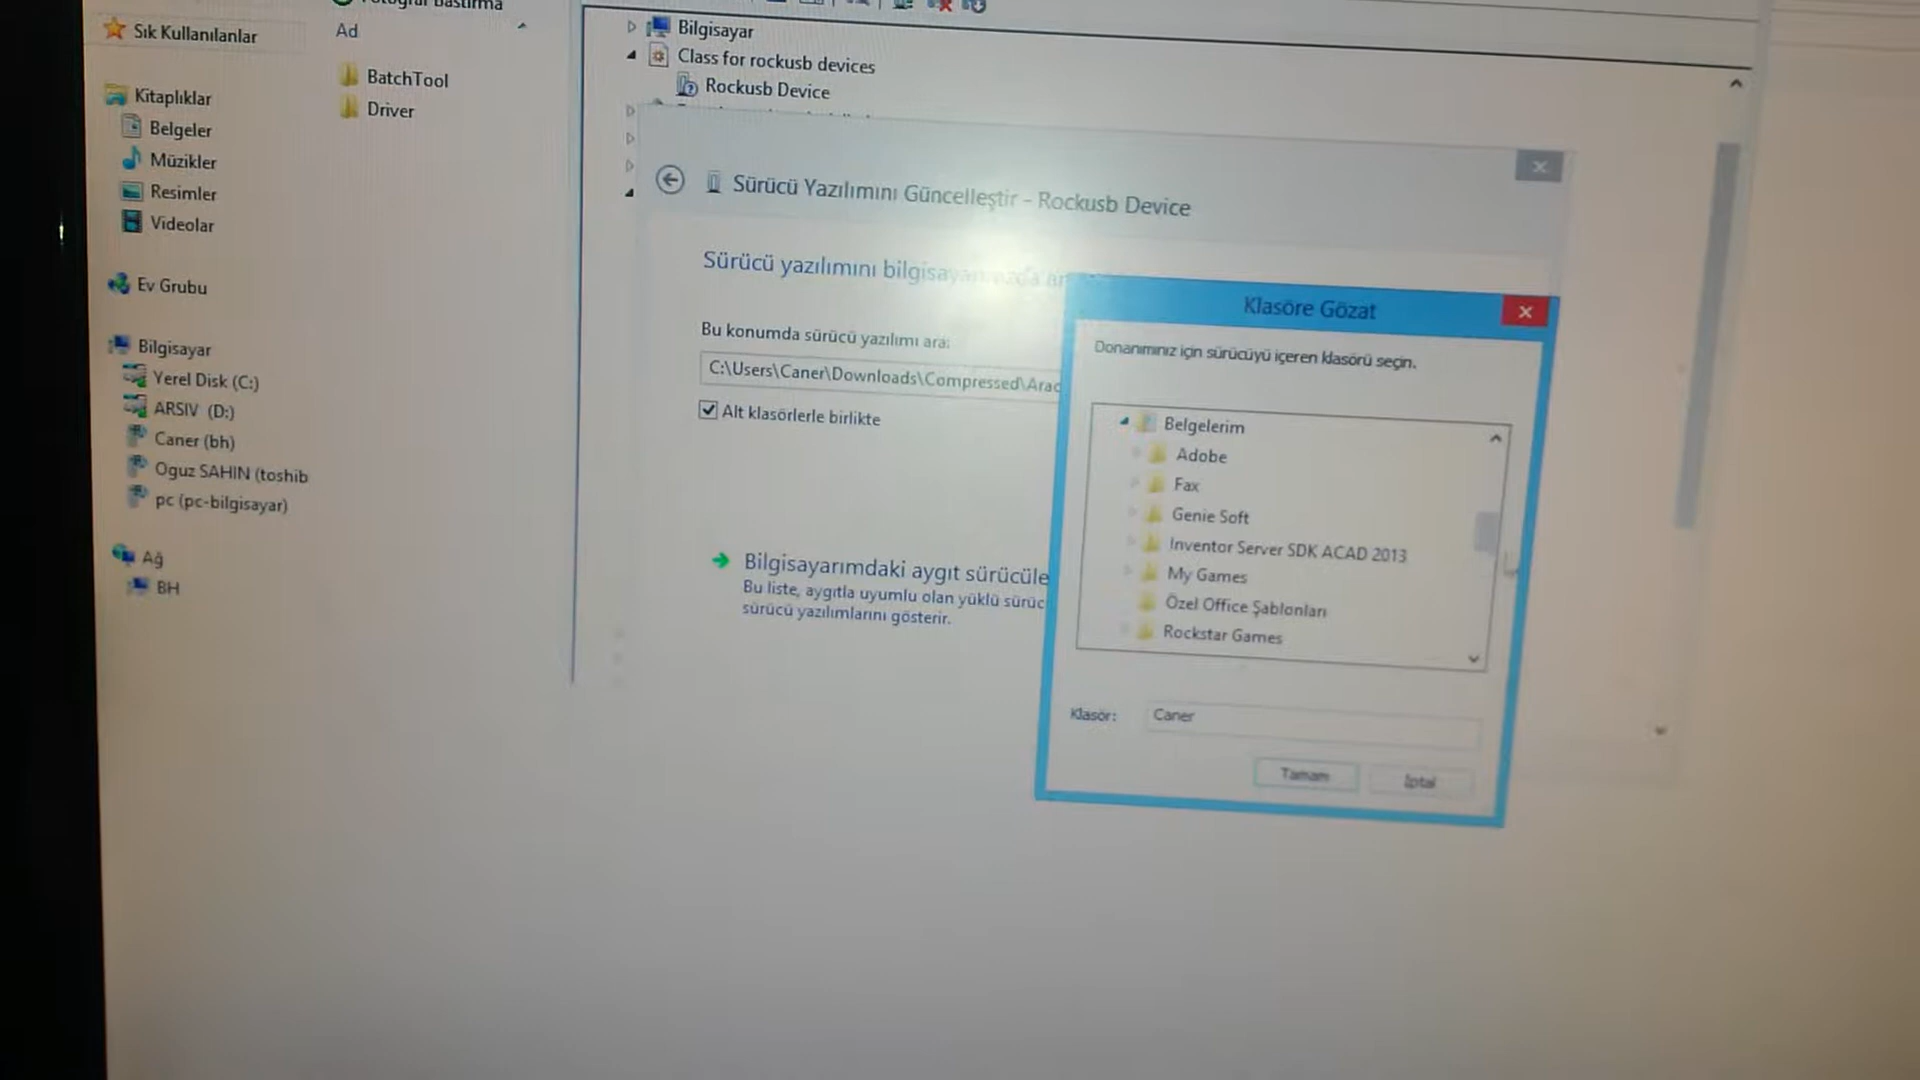 Sık Kullanılanlar
Kitaplıklar
Belgeler
Müzikler
Resimler
Videolar
Ev Grubu
Bilgisayar
Yerel Disk (C:)
ARSIV (D:)
Caner (bh)
Oguz SAHIN (toshib
pc (pc-bilgisayar)
Ağ
BH
Fotoğraf Bastırma
Ad
BatchTool
Driver
Bilgisayar
Class for rockusb devices
Rockusb Device
Sürücü Yazılımını Güncelleştir - Rockusb Device
Sürücü yazılımını
Bu konumda sürücü yazılımı ara:
C:\Users\Caner\Downloads\Compressed\Arac
Alt klasörlerle birlikte
Bilgisayarımdaki aygıt sürücüle
Bu liste, aygıtla uyumlu olan yüklü sürüc
sürücü yazılımlarını gösterir.
Klasöre Gözat
Donanımınız için sürücüyü içeren klasörü seçin.
Belgelerim
Adobe
Fax
Genie Soft
Inventor Server SDK ACAD 2013
My Games
Özel Office Şablonları
Rockstar Games
Klasör: Caner
Tamam
İptal